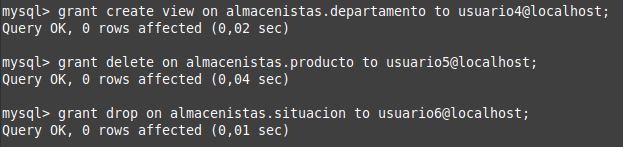 mysql> grant create view on almacenistas.departamento to usuario4@localhost;
Query OK, 0 rows affected (0,02 sec)
mysql> grant delete on almacenistas.producto to usuario5@localhost;
Query OK, 0 rows affected (0,04 sec)
mysql> grant drop on almacenistas.situacion to usuario6@localhost;
Query OK, 0 rows affected (0,01 sec)